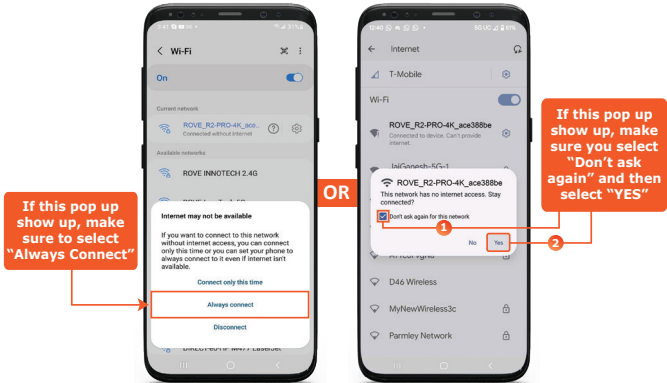 Wi-Fi
On
Current network
ROVE_R2-PRO-4K_ace..
Connected without internet
Available networks
ROVE INNOTECH 2.4G
Internet may not be available
If you want to connect to this network
without internet access, you can connect
only this time or you can set your phone to
always connect to it even if internet isn't
available.
Connect only this time
Always connect
Disconnect
If this pop up
show up, make
sure to select
“Always Connect”
OR
12:40
Internet
T-Mobile
Wi-Fi
ROVE_R2-PRO-4K_ace388be
Connected to device. Can't provide
internet.
JaiGanesh-5G-1
ROVE_R2-PRO-4K_ace388be
This network has no internet access. Stay
connected?
Don't ask again for this network
1
No
Yes
2
D46 Wireless
MyNewWireless3c
Parmley Network
If this pop up
show up, make
sure you select
“Don’t ask
again” and then
select “YES”